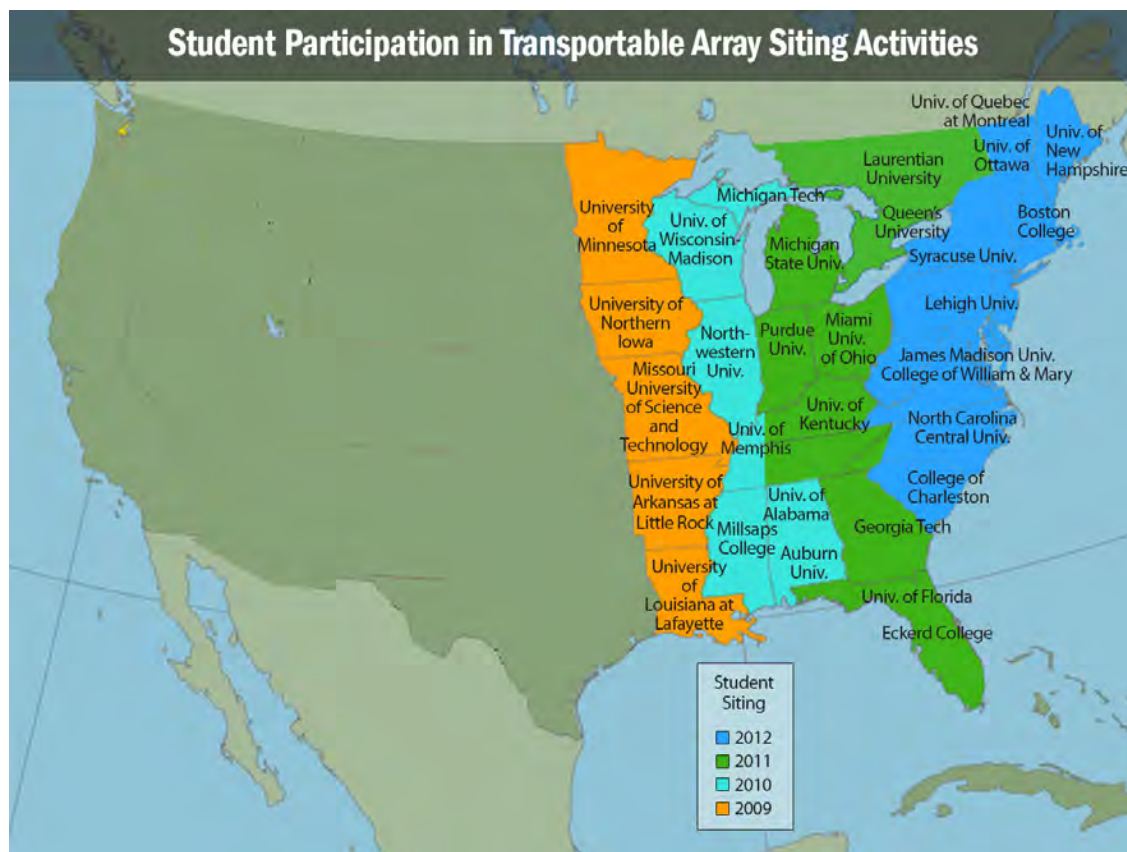 Student Participation in Transportable Array Siting Activities
Univ. of Quebec
at Montreal
Univ. of
New
Hampshire
Univ. of
Ottawa
Laurentian
University
Michigan Tech
University
of
Minnesota
Univ. of
Wisconsin-
Madison
Queen's
University
Boston
College
Michigan
State Univ.
Syracuse Univ.
University of
Northern
Iowa
Lehigh Univ.
North-
western
Univ.
Purdue
Univ.
Miami
Univ.
of Ohio
James Madison Univ.
College of William & Mary
Missouri
University
of Science
and
Technology
Univ. of
Kentucky
North Carolina
Central Univ.
Univ. of
Memphis
University of
Arkansas at
Little Rock
College of
Charleston
Univ. of
Alabama
Millsaps
College
Georgia Tech
Auburn
Univ.
University
of
Louisiana at
Lafayette
Univ. of Florida
Eckerd College
Student
Siting
2012
2011
2010
2009